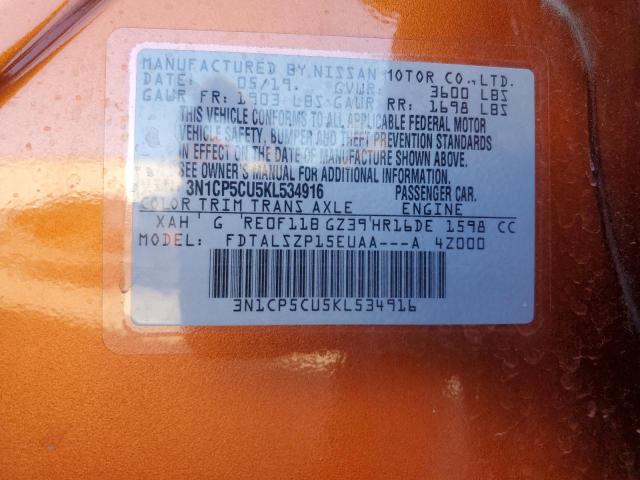 MANUFACTURED BY NISSAN MOTOR CO.,LTD.
DATE: 05/19. GVWR: 3600 LBS
GAWR FR: 1903 LBS GAWR RR: 1698 LBS
THIS VEHICLE CONFORMS TO ALL APPLICABLE FEDERAL MOTOR
VEHICLE SAFETY, BUMPER AND THEFT PREVENTION STANDARDS
IN EFFECT ON THE DATE OF MANUFACTURE SHOWN ABOVE.
SEE OWNER'S MANUAL FOR ADDITIONAL INFORMATION.
3N1CP5CU5KL534916 PASSENGER CAR.
COLOR TRIM TRANS AXLE ENGINE
XAH G RE0F11B GZ39 HR16DE 1598 CC
MODEL: FDTALSZP15EUAA---A 4Z000
3N1CP5CU5KL534916